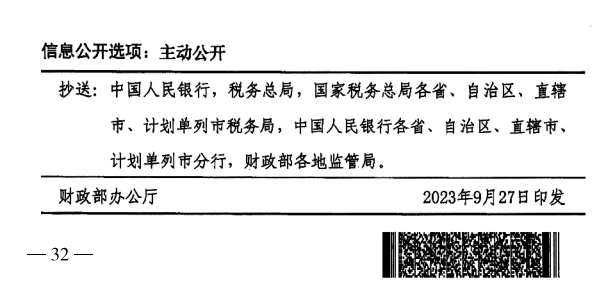 信息公开选项：主动公开
抄送：中国人民银行，税务总局，国家税务总局各省、自治区、直辖
市、计划单列市税务局，中国人民银行各省、自治区、直辖市、
计划单列市分行，财政部各地监管局。
财政部办公厅 2023年9月27日印发
— 32 —